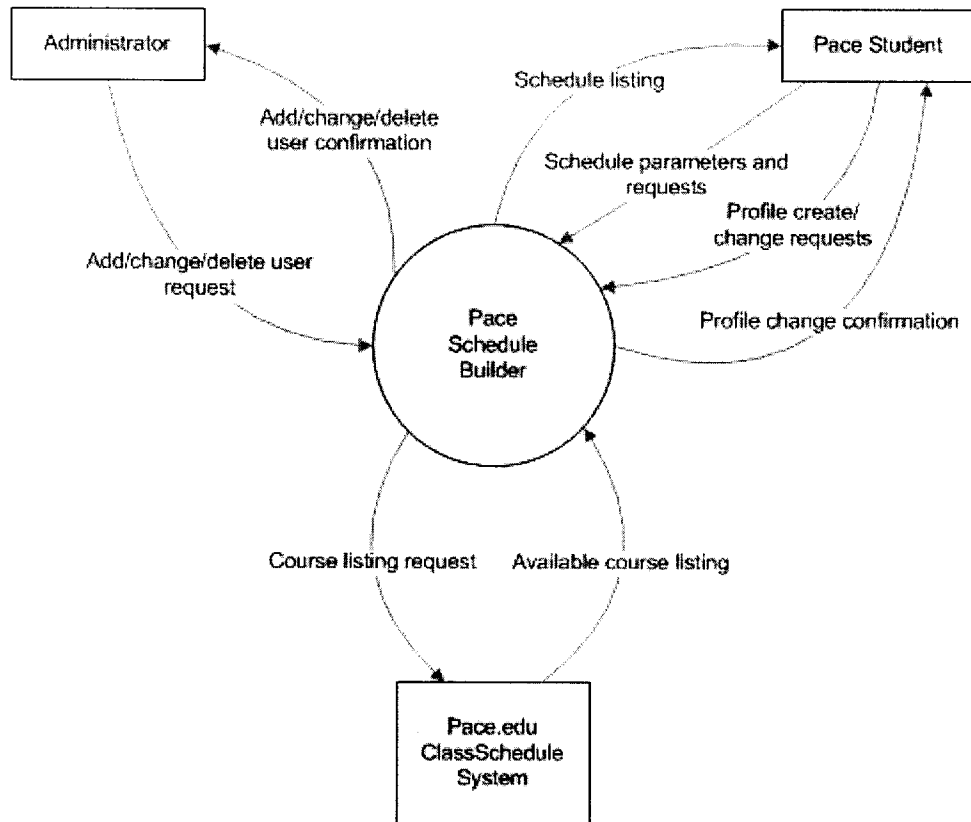 Administrator
Pace Student
Schedule listing
Add/change/delete
user confirmation
Schedule parameters and
requests
Profile create/
change requests
Add/change/delete user
request
Pace
Schedule
Builder
Profile change confirmation
Course listing request
Available course listing
Pace.edu
ClassSchedule
System